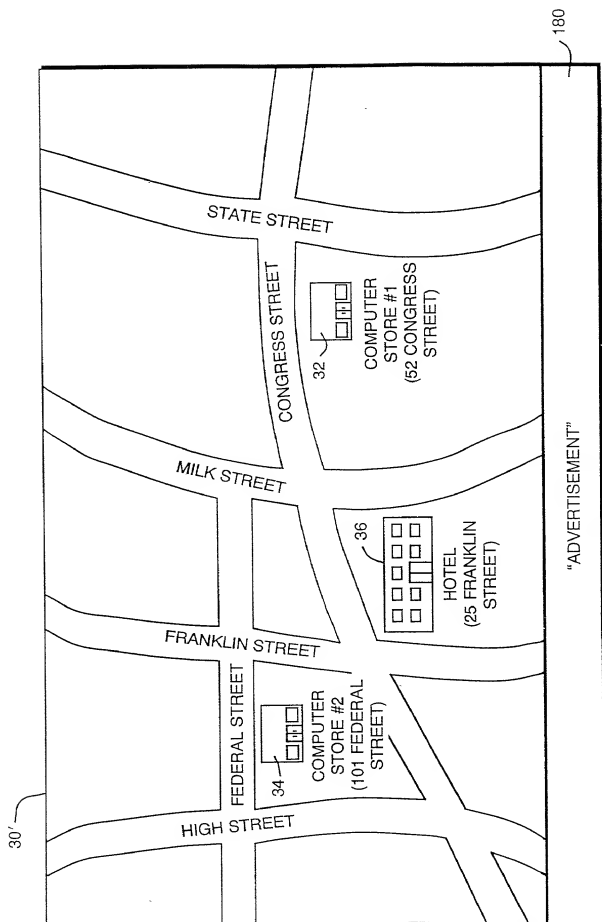 30'
180
HIGH STREET
FEDERAL STREET
FRANKLIN STREET
MILK STREET
CONGRESS STREET
STATE STREET
34
COMPUTER
STORE #2
(101 FEDERAL
STREET)
36
HOTEL
(25 FRANKLIN
STREET)
32
COMPUTER
STORE #1
(52 CONGRESS
STREET)
"ADVERTISEMENT"